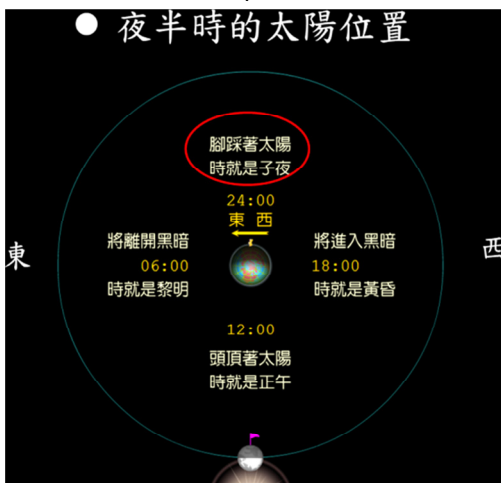 ● 夜半時的太陽位置
腳踩著太陽
時就是子夜
24:00
東 西
東
將離開黑暗
06:00
時就是黎明
將進入黑暗
18:00
時就是黃昏
西
12:00
頭頂著太陽
時就是正午